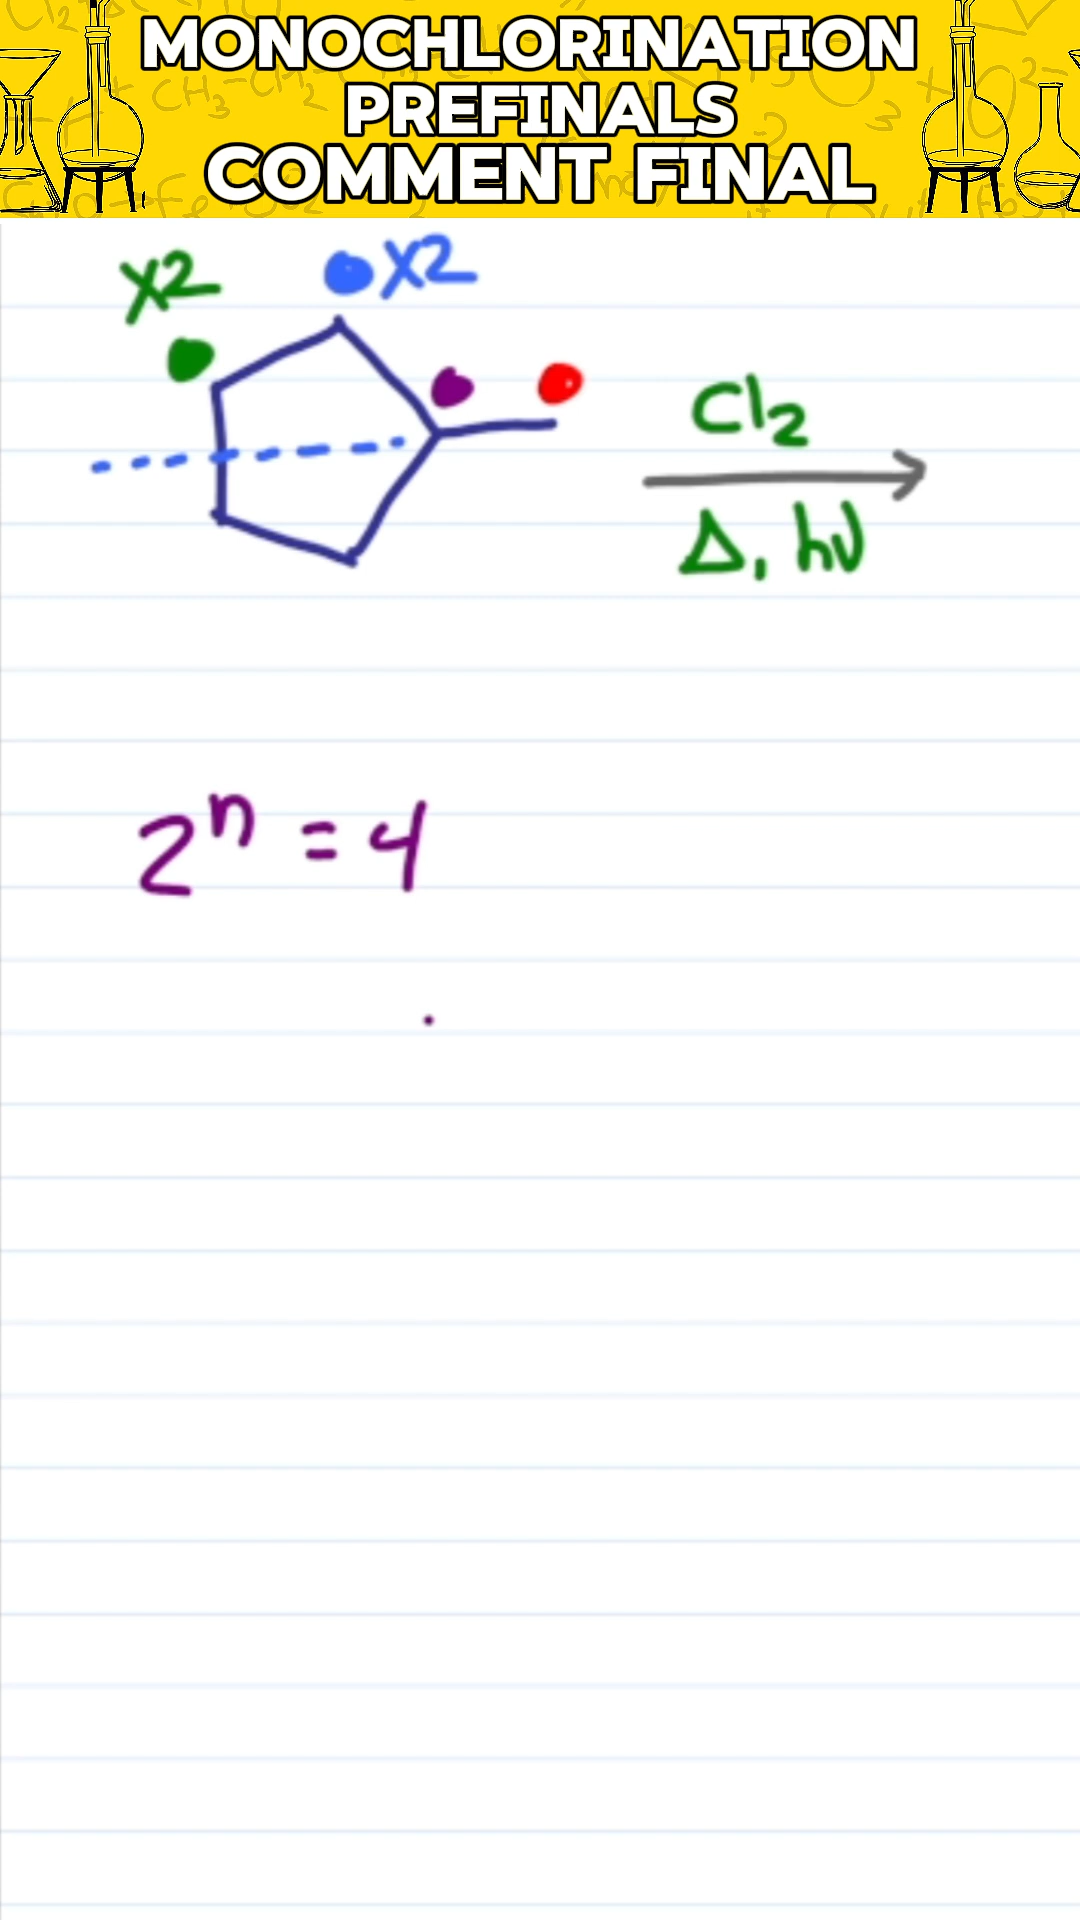 MONOCHLORINATION
PREFINALS
COMMENT FINAL
X2
X2
Cl₂
Δ, hν
2ⁿ = 4